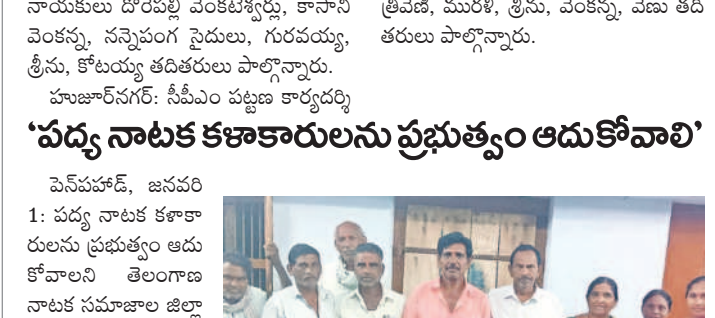 నాయకులు దొరేపల్లి వెంకటేశ్వర్లు, కాసాని
వెంకన్న, నన్నెపంగ సైదులు, గురవయ్య,
శ్రీను, కోటయ్య తదితరులు పాల్గొన్నారు.
హుజూర్‌నగర్: సీపీఎం పట్టణ కార్యదర్శి
త్రివేణి, మురళి, శ్రీను, వెంకన్న, వేణు తది
తరులు పాల్గొన్నారు.
‘పద్య నాటక కళాకారులను ప్రభుత్వం ఆదుకోవాలి’
పెన్‌పహాడ్, జనవరి
1: పద్య నాటక కళాకా
రులను ప్రభుత్వం ఆదు
కోవాలని తెలంగాణ
నాటక సమాజాల జిల్లా